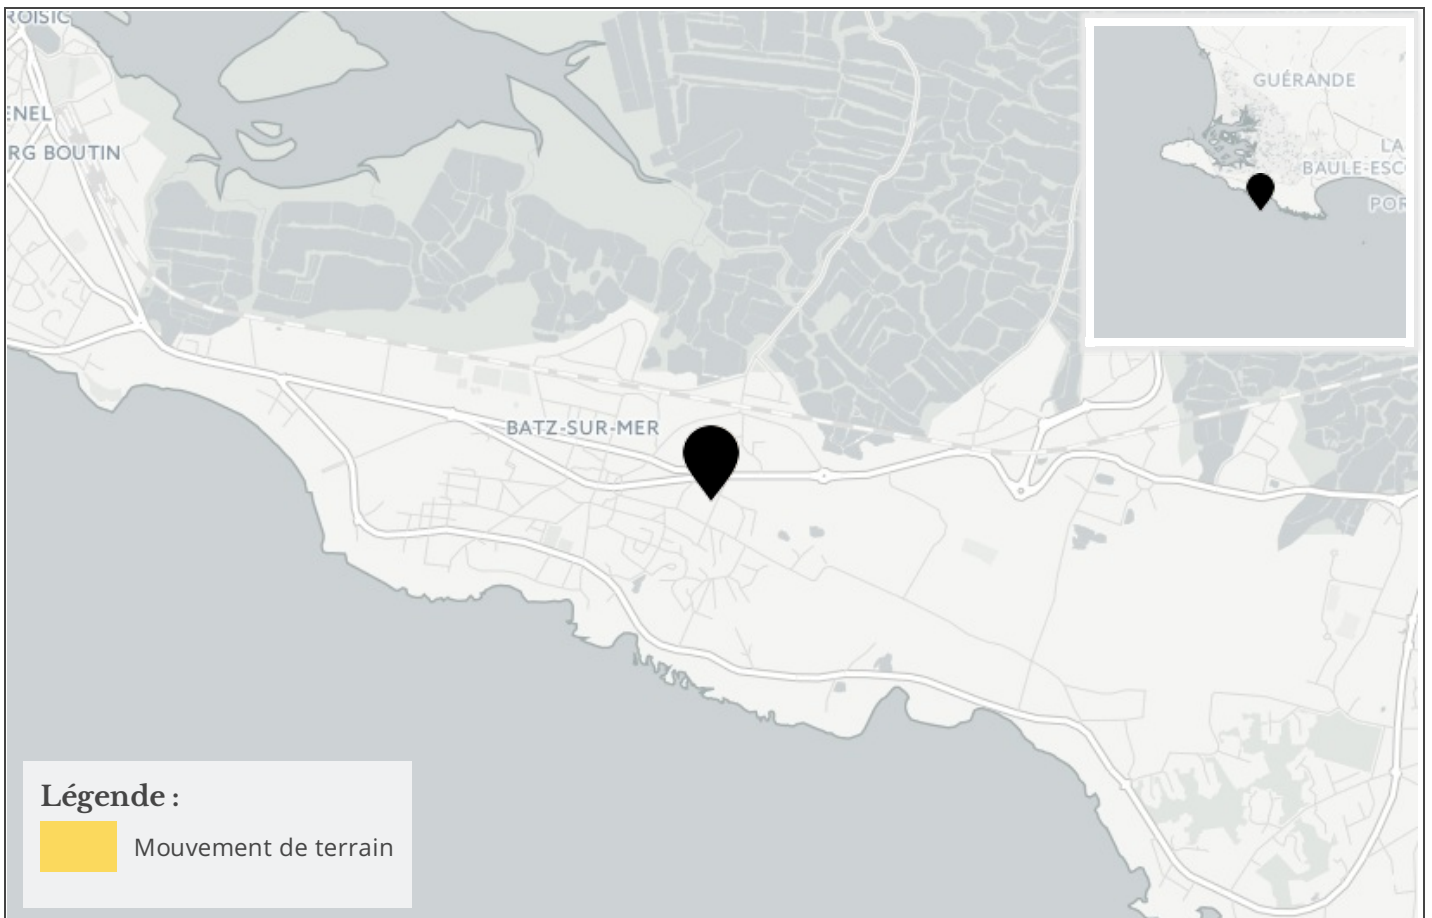 ROISIC
ENEL
RG BOUTIN
BATZ-SUR-MER
GUÉRANDE
LA
BAULE-ESC
POR
Légende :
Mouvement de terrain